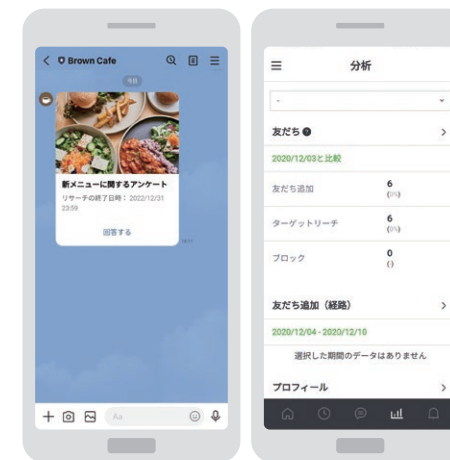 Brown Cafe
今日
新メニューに関するアンケート
リサーチの終了日時：2022/12/31
23:59
回答する
Aa
分析
-
友だち
2020/12/03と比較
友だち追加
6
(0%)
ターゲットリーチ
6
(0%)
ブロック
0
(-)
友だち追加（経路）
2020/12/04 - 2020/12/10
選択した期間のデータはありません
プロフィール